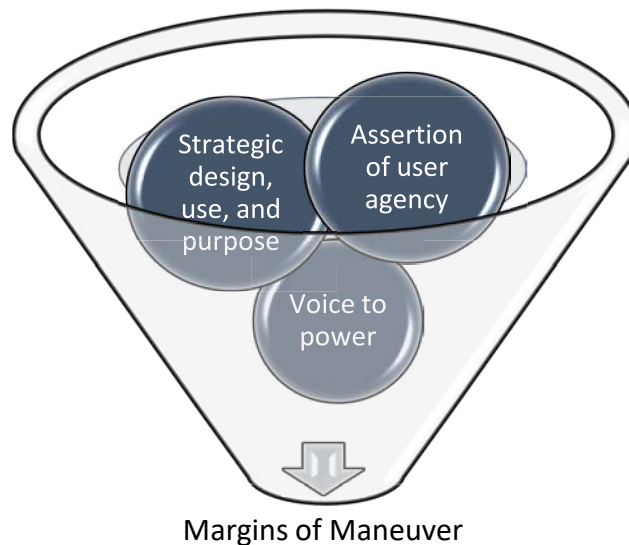 Strategic
design,
use, and
purpose
Assertion
of user
agency
Voice to
power
Margins of Maneuver